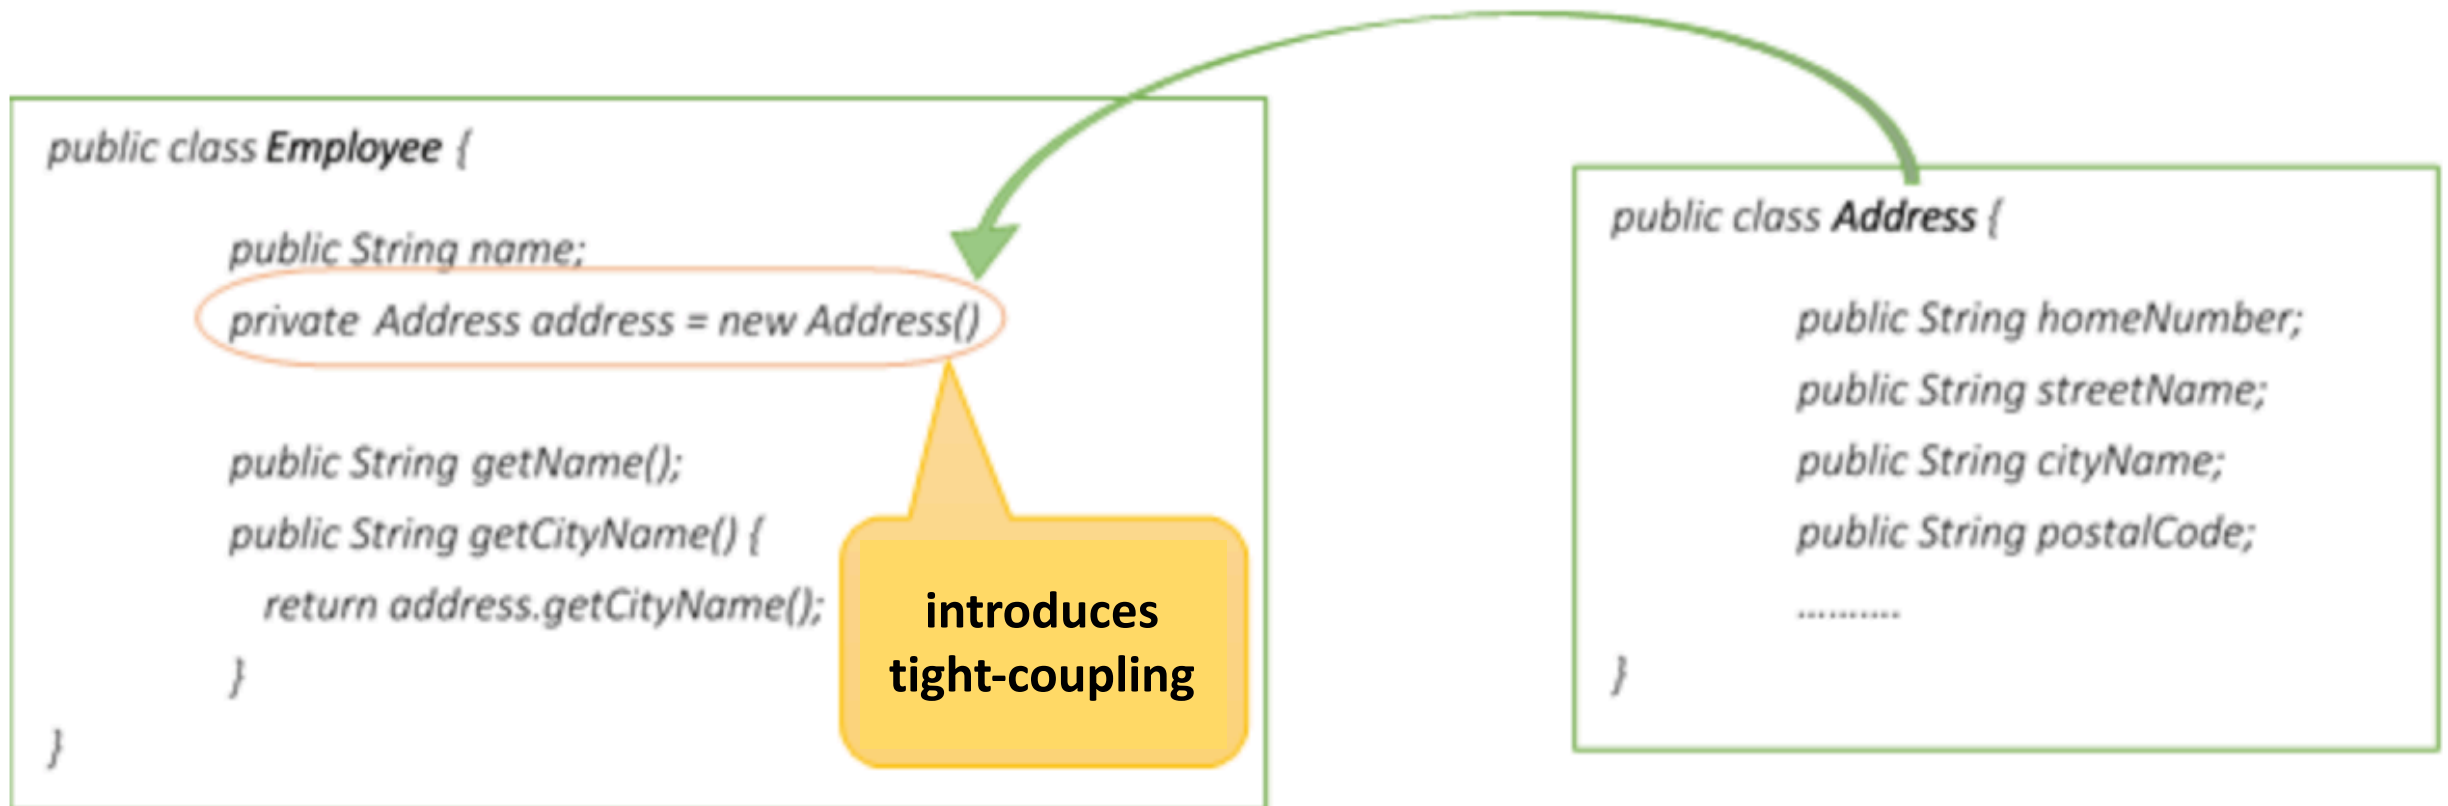 public class Employee {
public String name;
private Address address = new Address()
public String getName();
public String getCityName() {
return address.getCityName();
}
}
introduces
tight-coupling
public class Address {
public String homeNumber;
public String streetName;
public String cityName;
public String postalCode;
..........
}